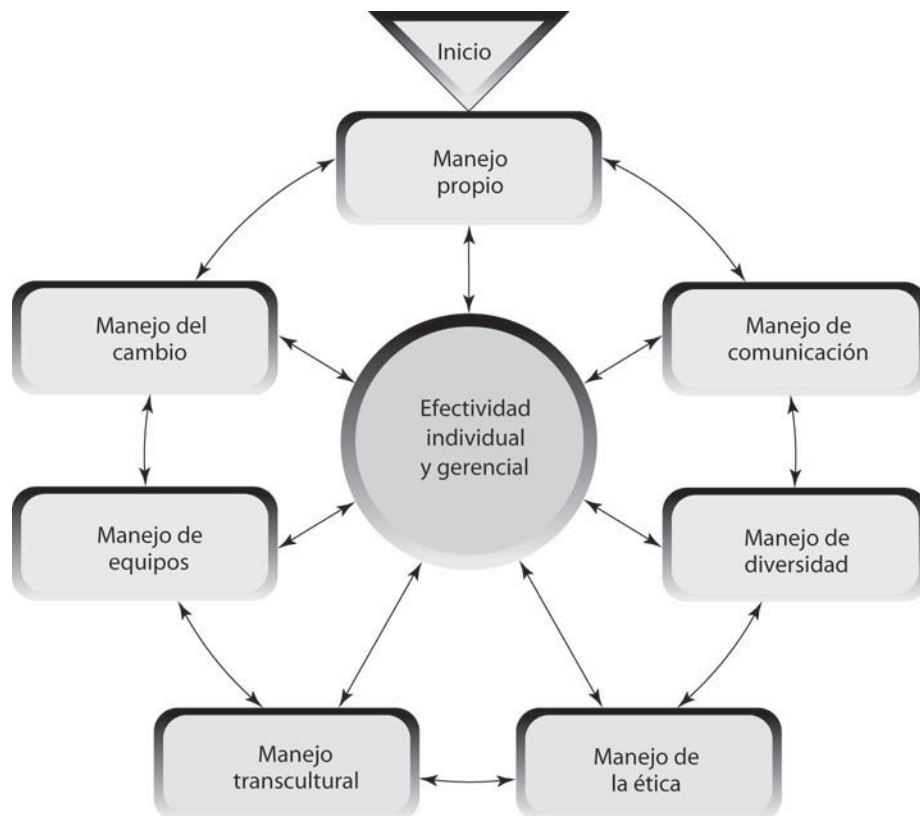 Inicio
Manejo
propio
Manejo del
cambio
Manejo de
comunicación
Efectividad
individual
y gerencial
Manejo de
equipos
Manejo de
diversidad
Manejo
transcultural
Manejo de
la ética